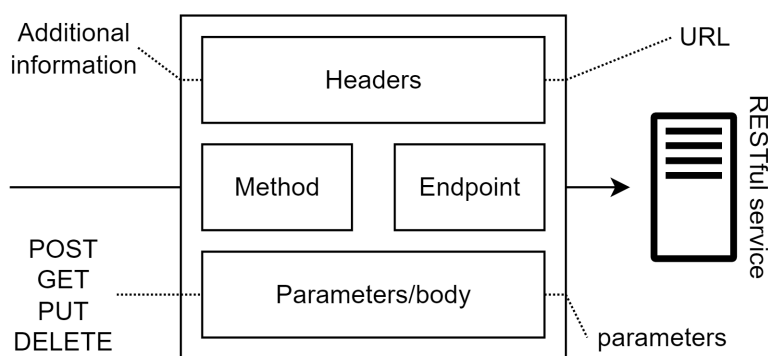 Additional
information
Headers
URL
Method
Endpoint
RESTful service
POST
GET
PUT
DELETE
Parameters/body
parameters